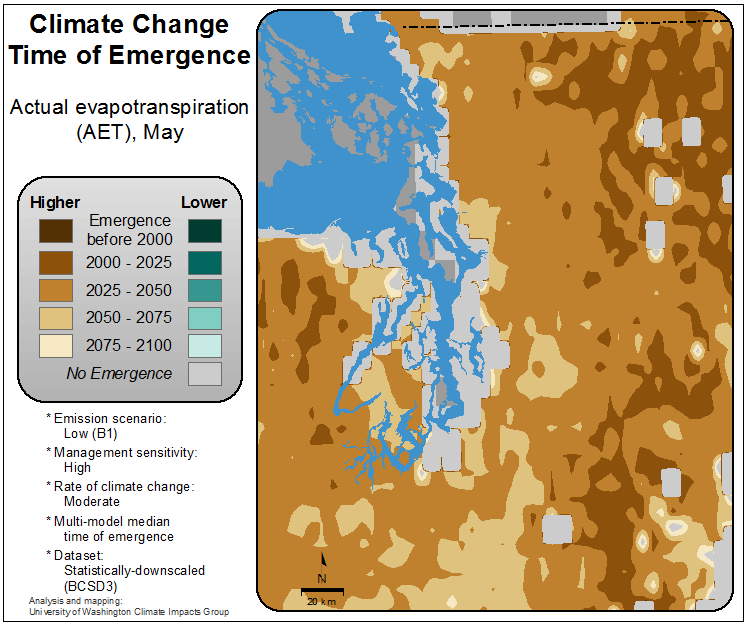 Climate Change
Time of Emergence
Actual evapotranspiration
(AET), May
Higher Lower
Emergence
before 2000
2000 - 2025
2025 - 2050
2050 - 2075
2075 - 2100
No Emergence
* Emission scenario:
Low (B1)
* Management sensitivity:
High
* Rate of climate change:
Moderate
* Multi-model median
time of emergence
* Dataset:
Statistically-downscaled
(BCSD3)
Analysis and mapping:
University of Washington Climate Impacts Group
N
20 km